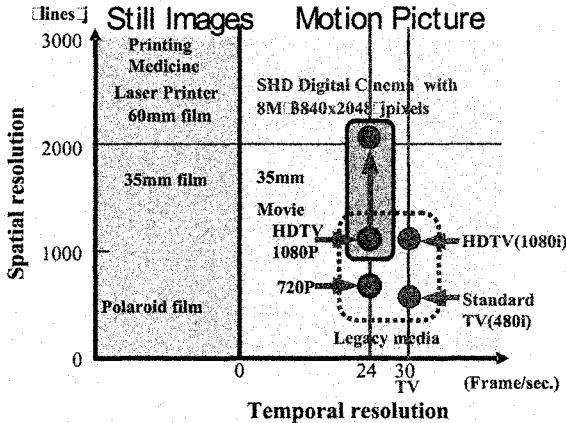 [lines]
Still Images
Motion Picture
3000
Printing
Medicine
Laser Printer
60mm film
SHD Digital Cinema with
8M 3840x2048 pixels
2000
35mm film
35mm
Movie
HDTV
1080P
1000
HDTV(1080i)
720P
Polaroid film
Standard
TV(480i)
Legacy media
0
0
24
30
TV
(Frame/sec.)
Spatial resolution
Temporal resolution